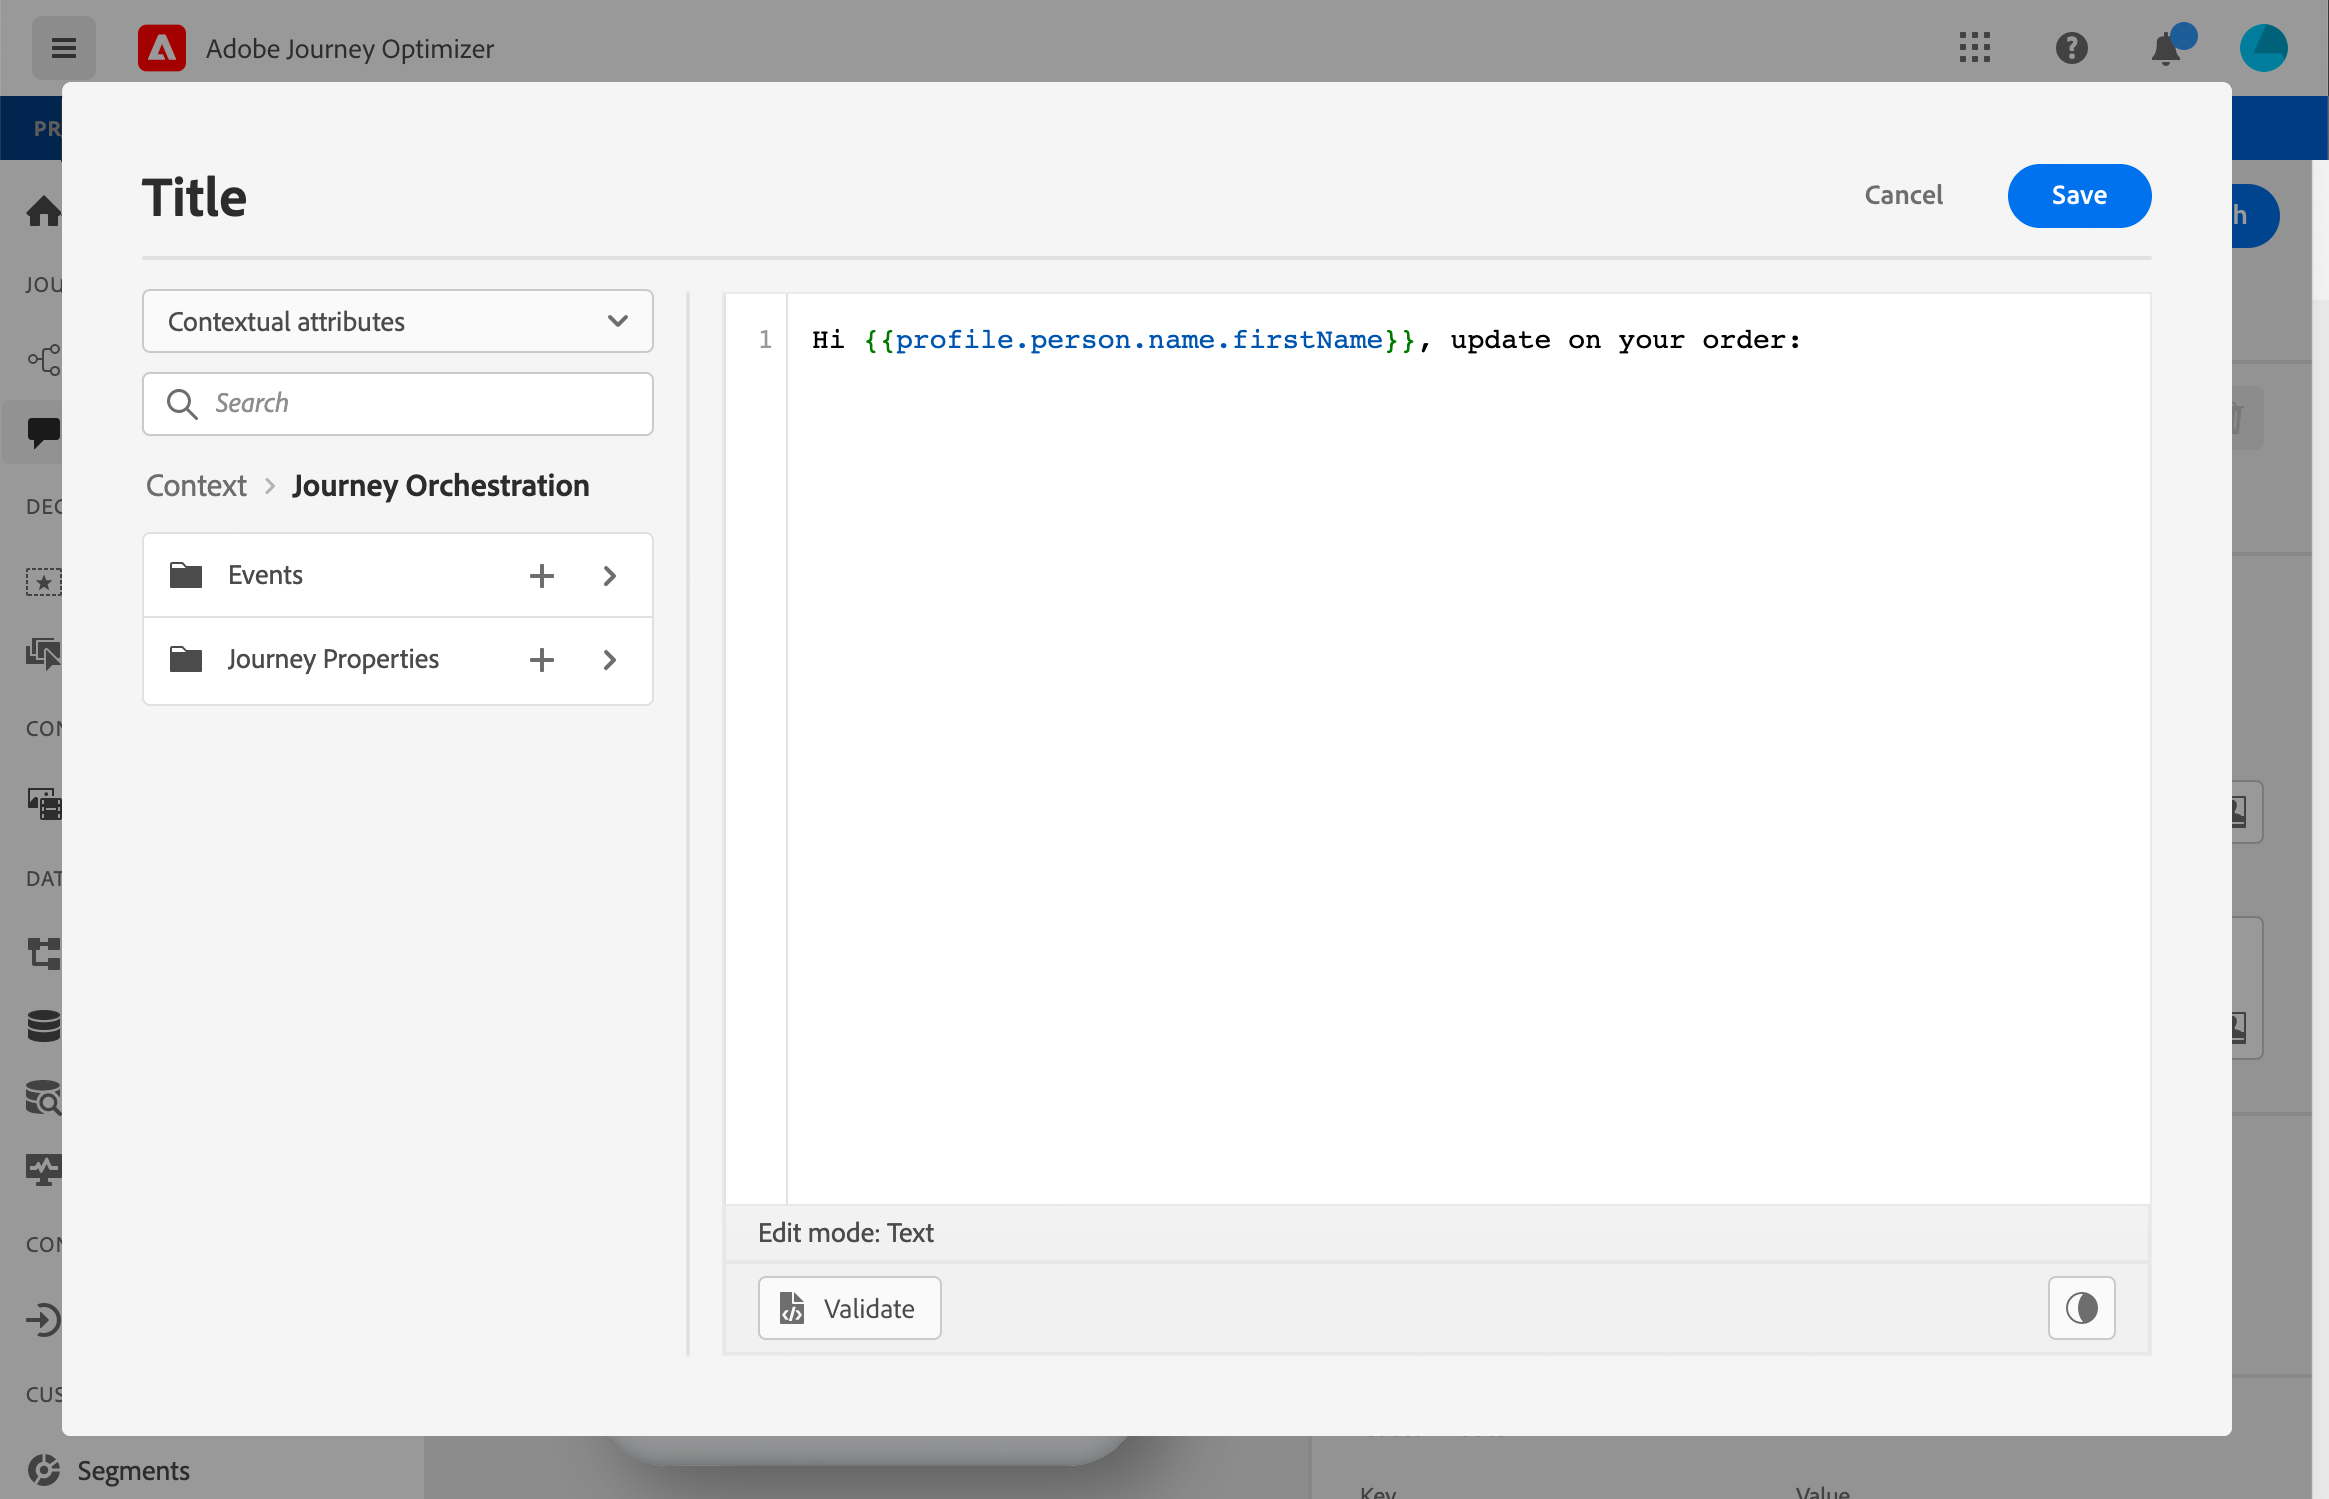 Adobe Journey Optimizer
Title
Cancel
Save
Contextual attributes
Search
Context > Journey Orchestration
Events
Journey Properties
1
Hi {{profile.person.name.firstName}}, update on your order:
Edit mode: Text
Validate
PR
JOU
DEC
CON
DAT
CON
CUS
Segments
h
Key
Value